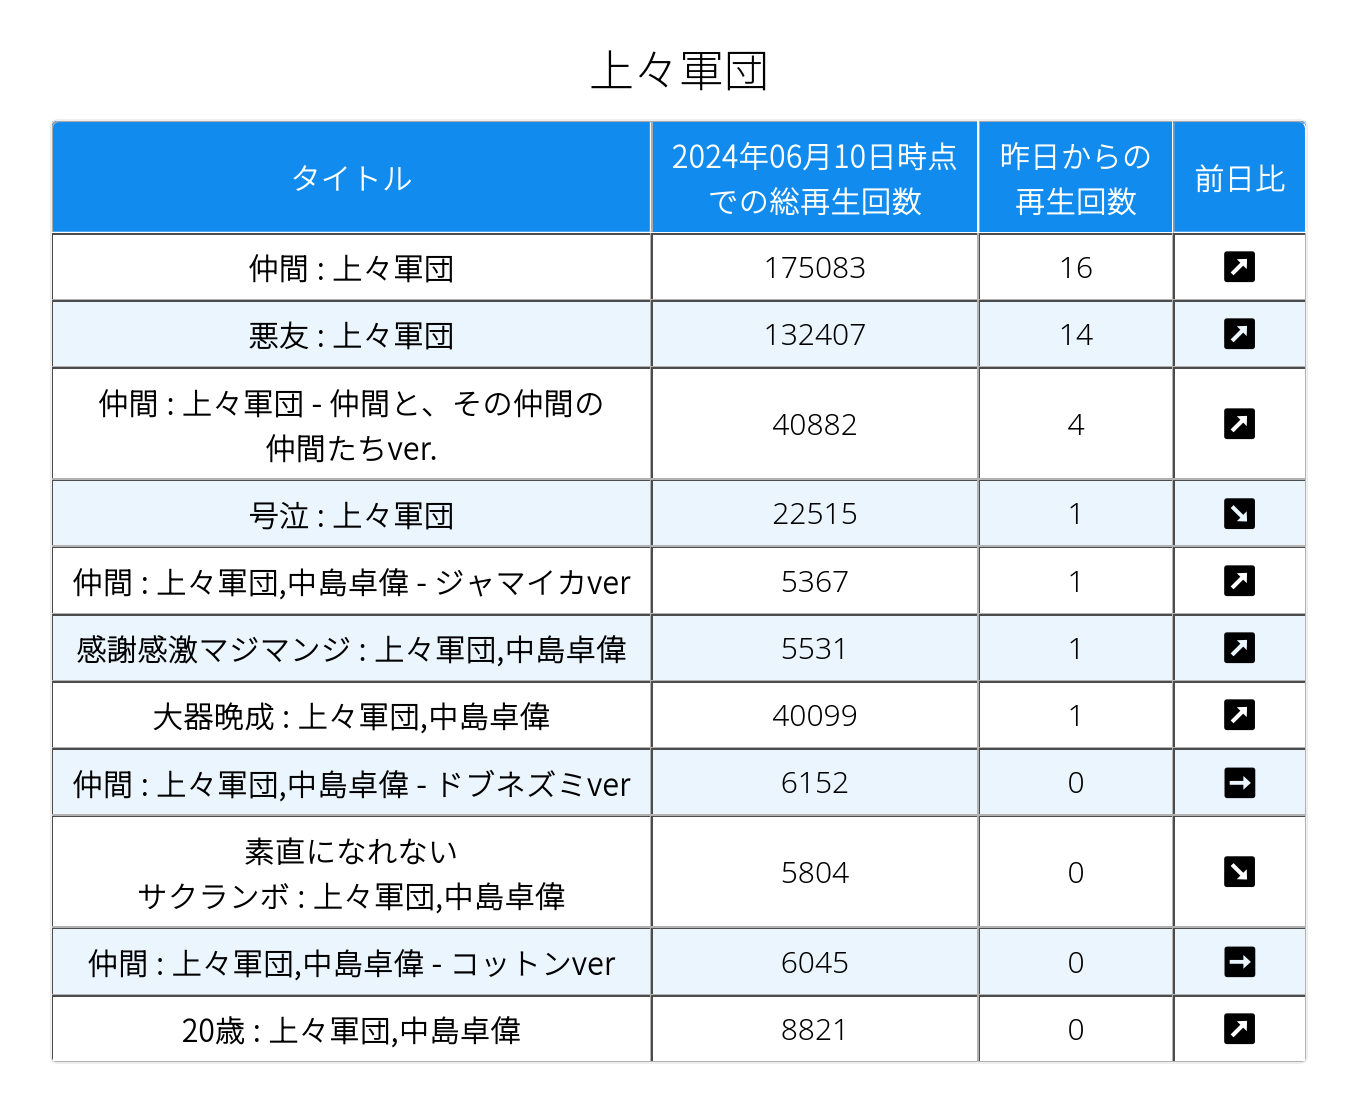 上々軍団
タイトル
2024年06月10日時点
での総再生回数
昨日からの
再生回数
前日比
仲間 : 上々軍団
175083
16
悪友 : 上々軍団
132407
14
仲間 : 上々軍団 - 仲間と、その仲間の
仲間たちver.
40882
4
号泣 : 上々軍団
22515
1
仲間 : 上々軍団,中島卓偉 - ジャマイカver
5367
1
感謝感激マジマンジ : 上々軍団,中島卓偉
5531
1
大器晩成 : 上々軍団,中島卓偉
40099
1
仲間 : 上々軍団,中島卓偉 - ドブネズミver
6152
0
素直になれない
サクランボ : 上々軍団,中島卓偉
5804
0
仲間 : 上々軍団,中島卓偉 - コットンver
6045
0
20歳 : 上々軍団,中島卓偉
8821
0